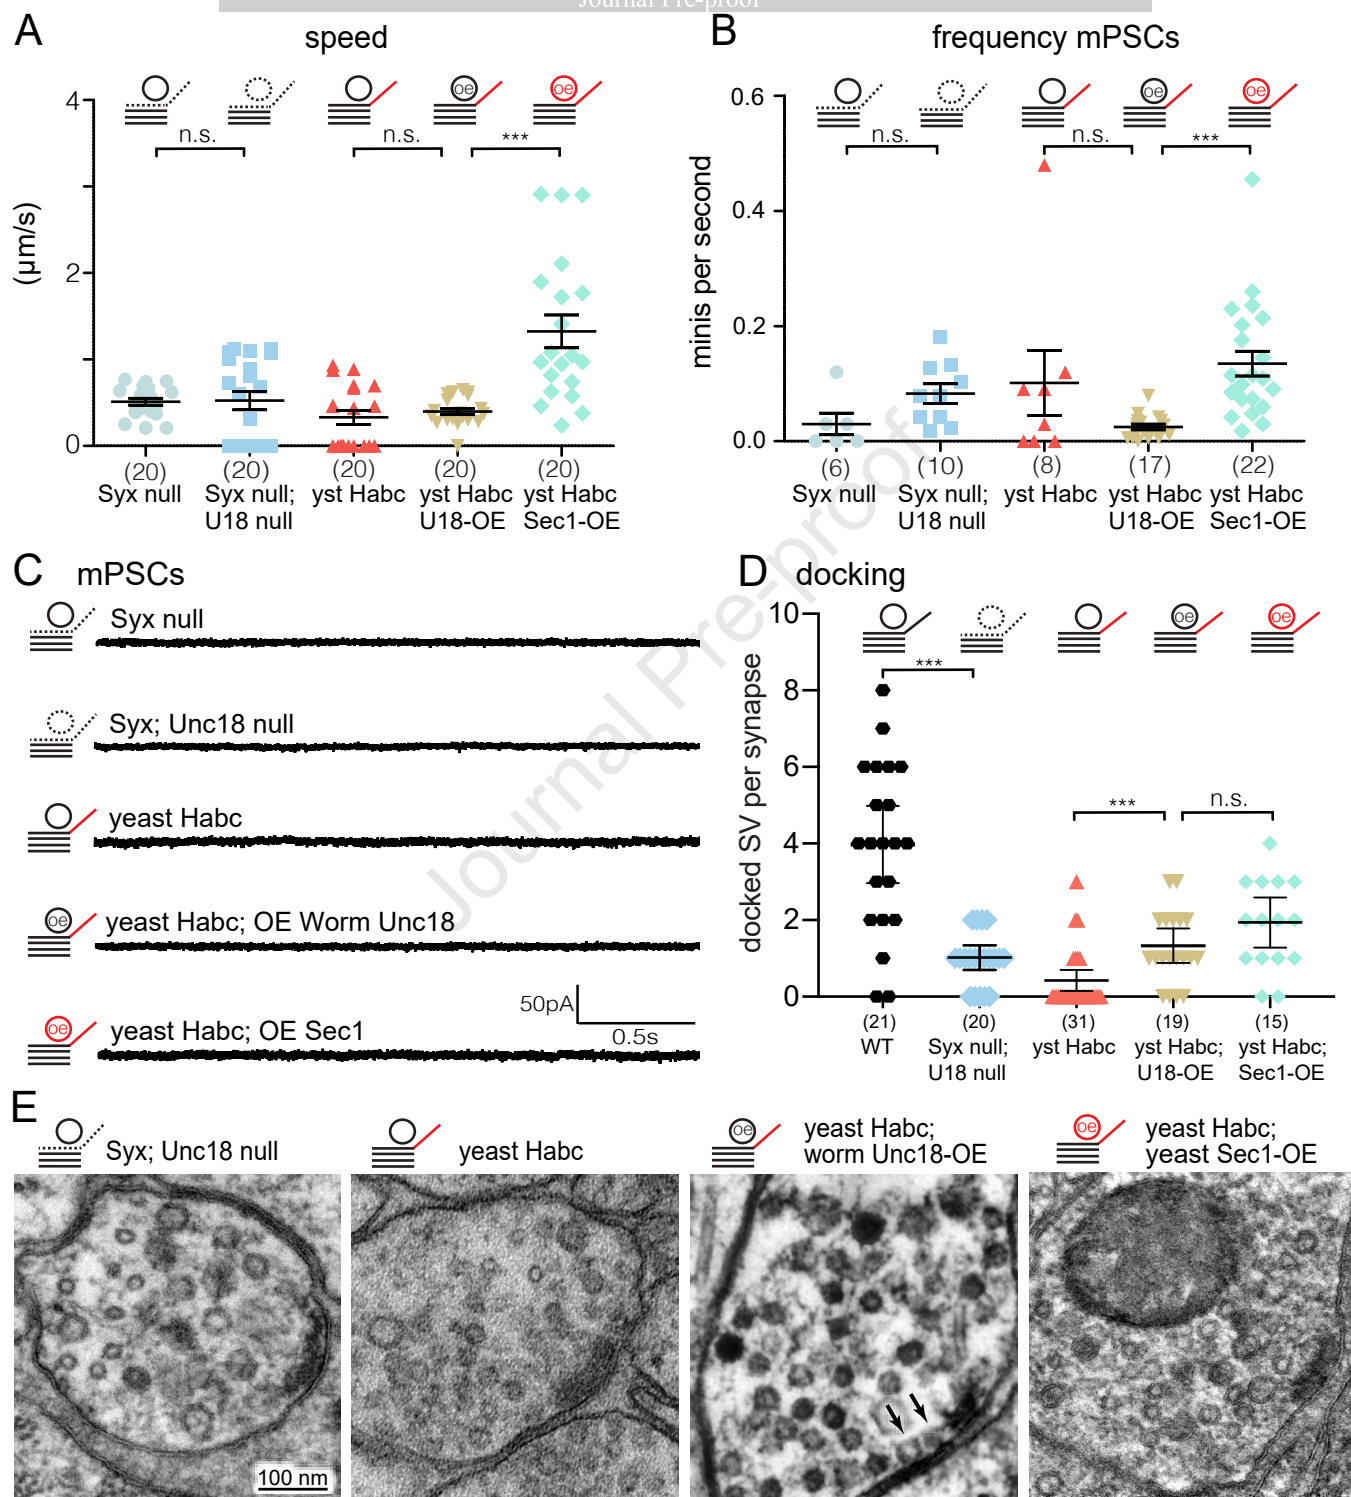 Journal Pre-proof
A
speed
4
2
0
(µm/s)
n.s.
n.s.
***
(20)
(20)
(20)
(20)
(20)
Syx null
Syx null;
U18 null
yst Habc
yst Habc
U18-OE
yst Habc
Sec1-OE
oe
oe
B
frequency mPSCs
0.6
0.4
0.2
0.0
minis per second
n.s.
n.s.
***
(6)
(10)
(8)
(17)
(22)
Syx null
Syx null;
U18 null
yst Habc
yst Habc
U18-OE
yst Habc
Sec1-OE
oe
oe
C
mPSCs
Syx null
Syx; Unc18 null
yeast Habc
oe
yeast Habc; OE Worm Unc18
oe
yeast Habc; OE Sec1
50pA
0.5s
D
docking
10
8
6
4
2
0
docked SV per synapse
oe
oe
***
***
n.s.
(21)
(20)
(31)
(19)
(15)
WT
Syx null;
U18 null
yst Habc
yst Habc;
U18-OE
yst Habc;
Sec1-OE
Journal Pre-proof
E
Syx; Unc18 null
yeast Habc
oe
yeast Habc;
worm Unc18-OE
oe
yeast Habc;
yeast Sec1-OE
100 nm